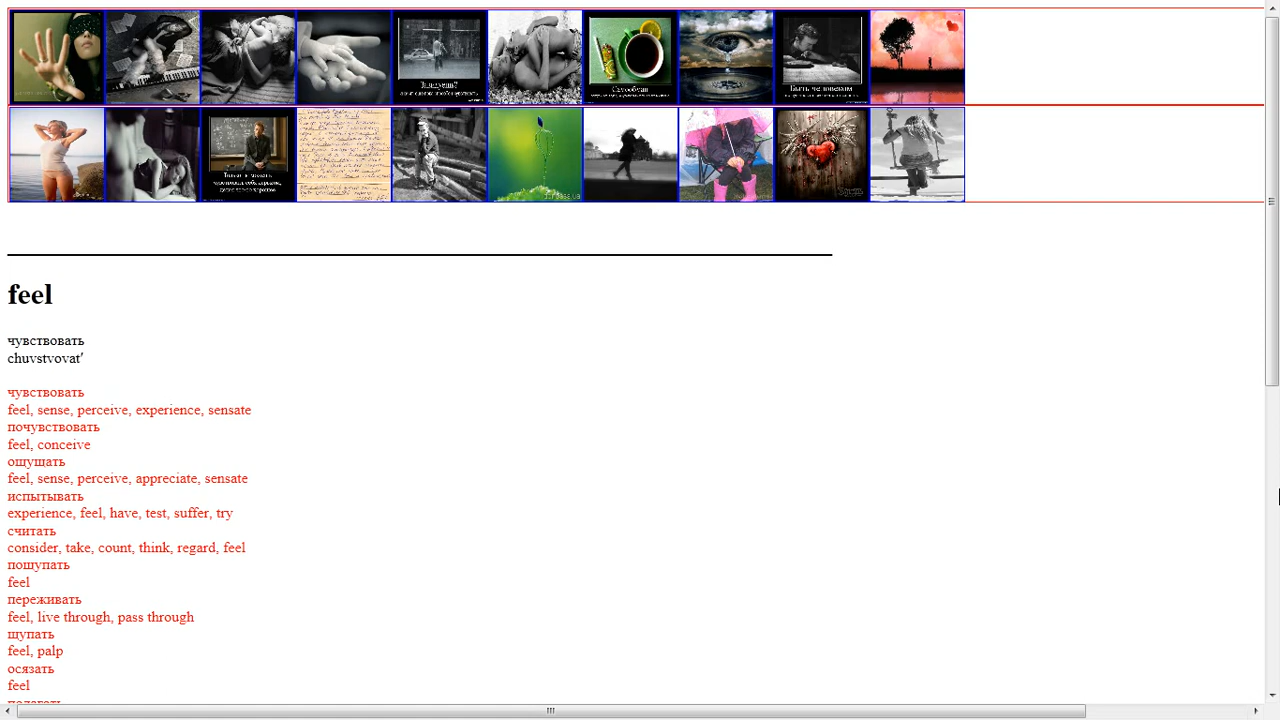 feel
чувствовать
chuvstvovat'
чувствовать
feel, sense, perceive, experience, sensate
почувствовать
feel, conceive
ощущать
feel, sense, perceive, appreciate, sensate
испытывать
experience, feel, have, test, suffer, try
считать
consider, take, count, think, regard, feel
пошупать
feel
переживать
feel, live through, pass through
щупать
feel, palp
осязать
feel